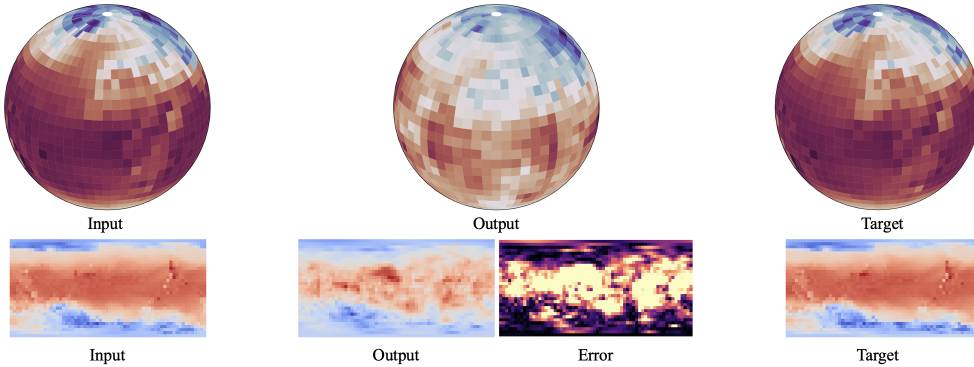 Input
Output
Target
Input
Output
Error
Target